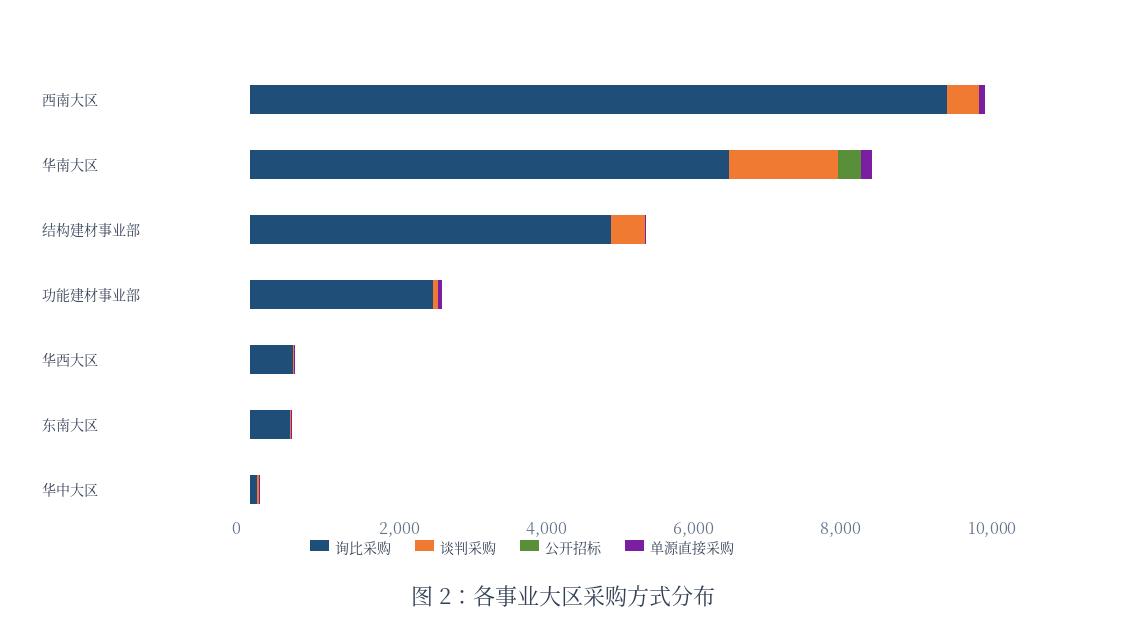 西南大区
华南大区
结构建材事业部
功能建材事业部
华西大区
东南大区
华中大区
0 2,000 4,000 6,000 8,000 10,000
询比采购 谈判采购 公开招标 单源直接采购
图 2：各事业大区采购方式分布